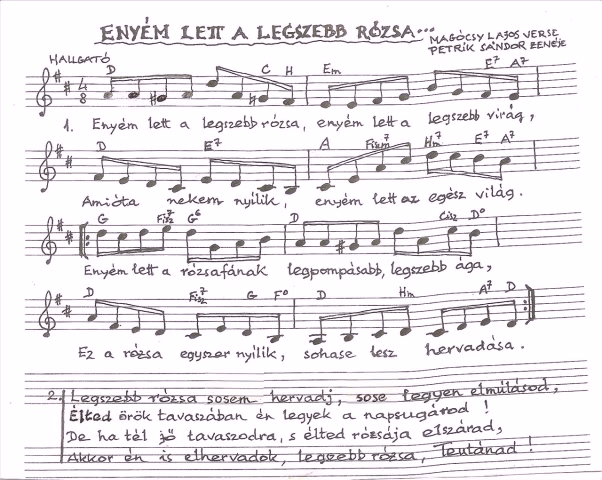 ENYÉM LETT A LEGSZEBB RÓZSA...
MAGÓCSY LAJOS VERSE
PETRIK SÁNDOR ZENÉJE
HALLGATÓ
D C H Em E7 A7
4
8
1. Enyém lett a legszebb rózsa, enyém lett a legszebb virág,
D E7 A Fism7 Hm7 E7 A7
Amióta nekem nyílik, enyém lett az egész világ.
G Fis7 G6 D Cis7 D°
Enyém lett a rózsafának legpompásabb, legszebb ága,
D Fis7 G F° D Hm A7 D
Ez a rózsa egyszer nyílik, sohase lesz hervadása.
2. Legszebb rózsa sosem hervadj, sose legyen elmúlásod,
Élted örök tavaszában én legyek a napsugárod!
De ha tél jő tavaszodra, s élted rózsája elszárad,
Akkor én is elhervadok, legszebb rózsa, Teutánad!